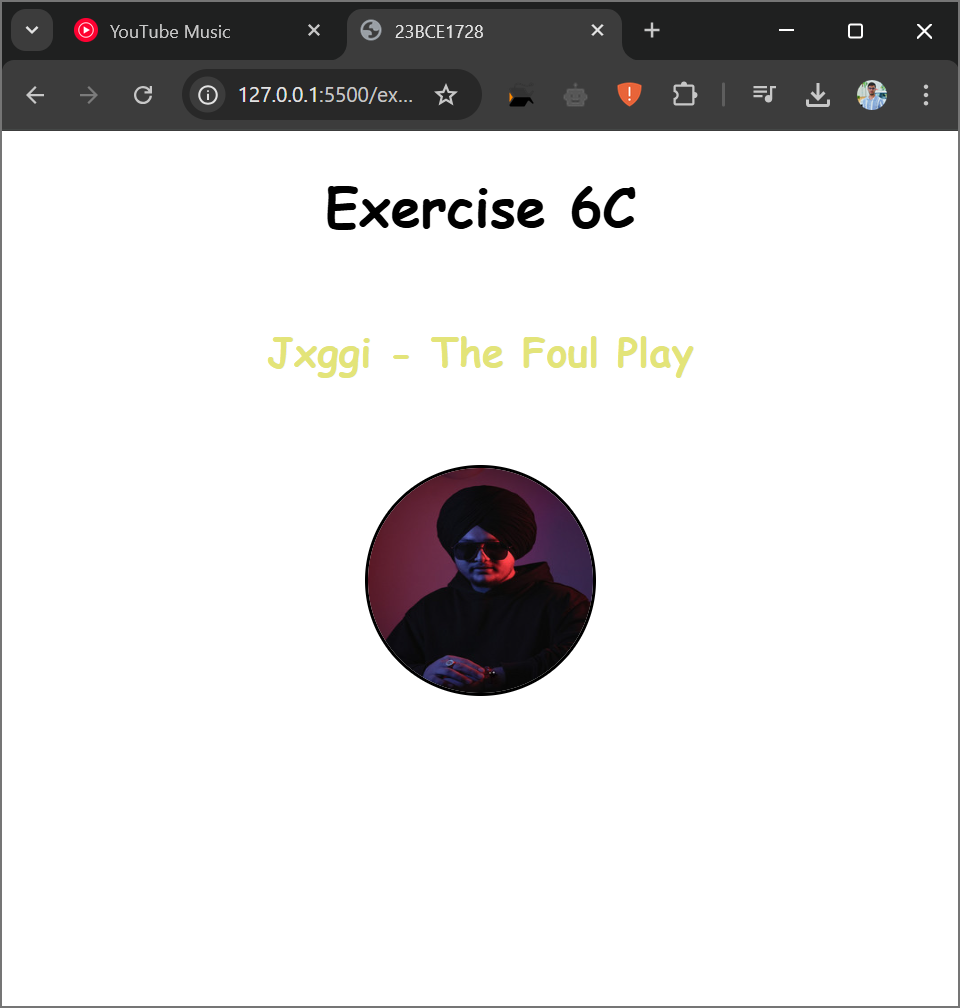 YouTube Music
23BCE1728
127.0.0.1:5500/ex...
Exercise 6C
Jxggi - The Foul Play